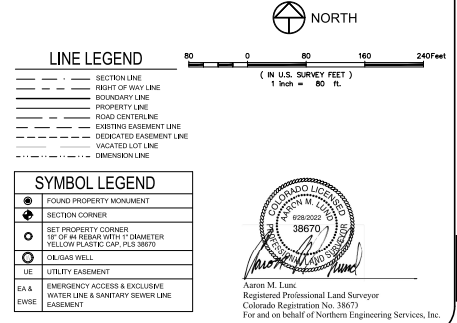 NORTH
LINE LEGEND
80 0 80 160 240Feet
( IN U.S. SURVEY FEET )
1 inch = 80 ft.
SECTION LINE
RIGHT OF WAY LINE
BOUNDARY LINE
PROPERTY LINE
ROAD CENTERLINE
EXISTING EASEMENT LINE
DEDICATED EASEMENT LINE
VACATED LOT LINE
DIMENSION LINE
SYMBOL LEGEND
FOUND PROPERTY MONUMENT
SECTION CORNER
SET PROPERTY CORNER
18" OF #4 REBAR WITH 1" DIAMETER
YELLOW PLASTIC CAP, PLS 38670
OIL/GAS WELL
UE UTILITY EASEMENT
EA & EWSE
EMERGENCY ACCESS & EXCLUSIVE
WATER LINE & SANITARY SEWER LINE
EASEMENT
COLORADO LICENSED
AARON M. LUND
6/28/2022
38670
PROFESSIONAL LAND SURVEYOR
Aaron M. Lund
Aaron M. Lund
Registered Professional Land Surveyor
Colorado Registration No. 38670
For and on behalf of Northern Engineering Services, Inc.